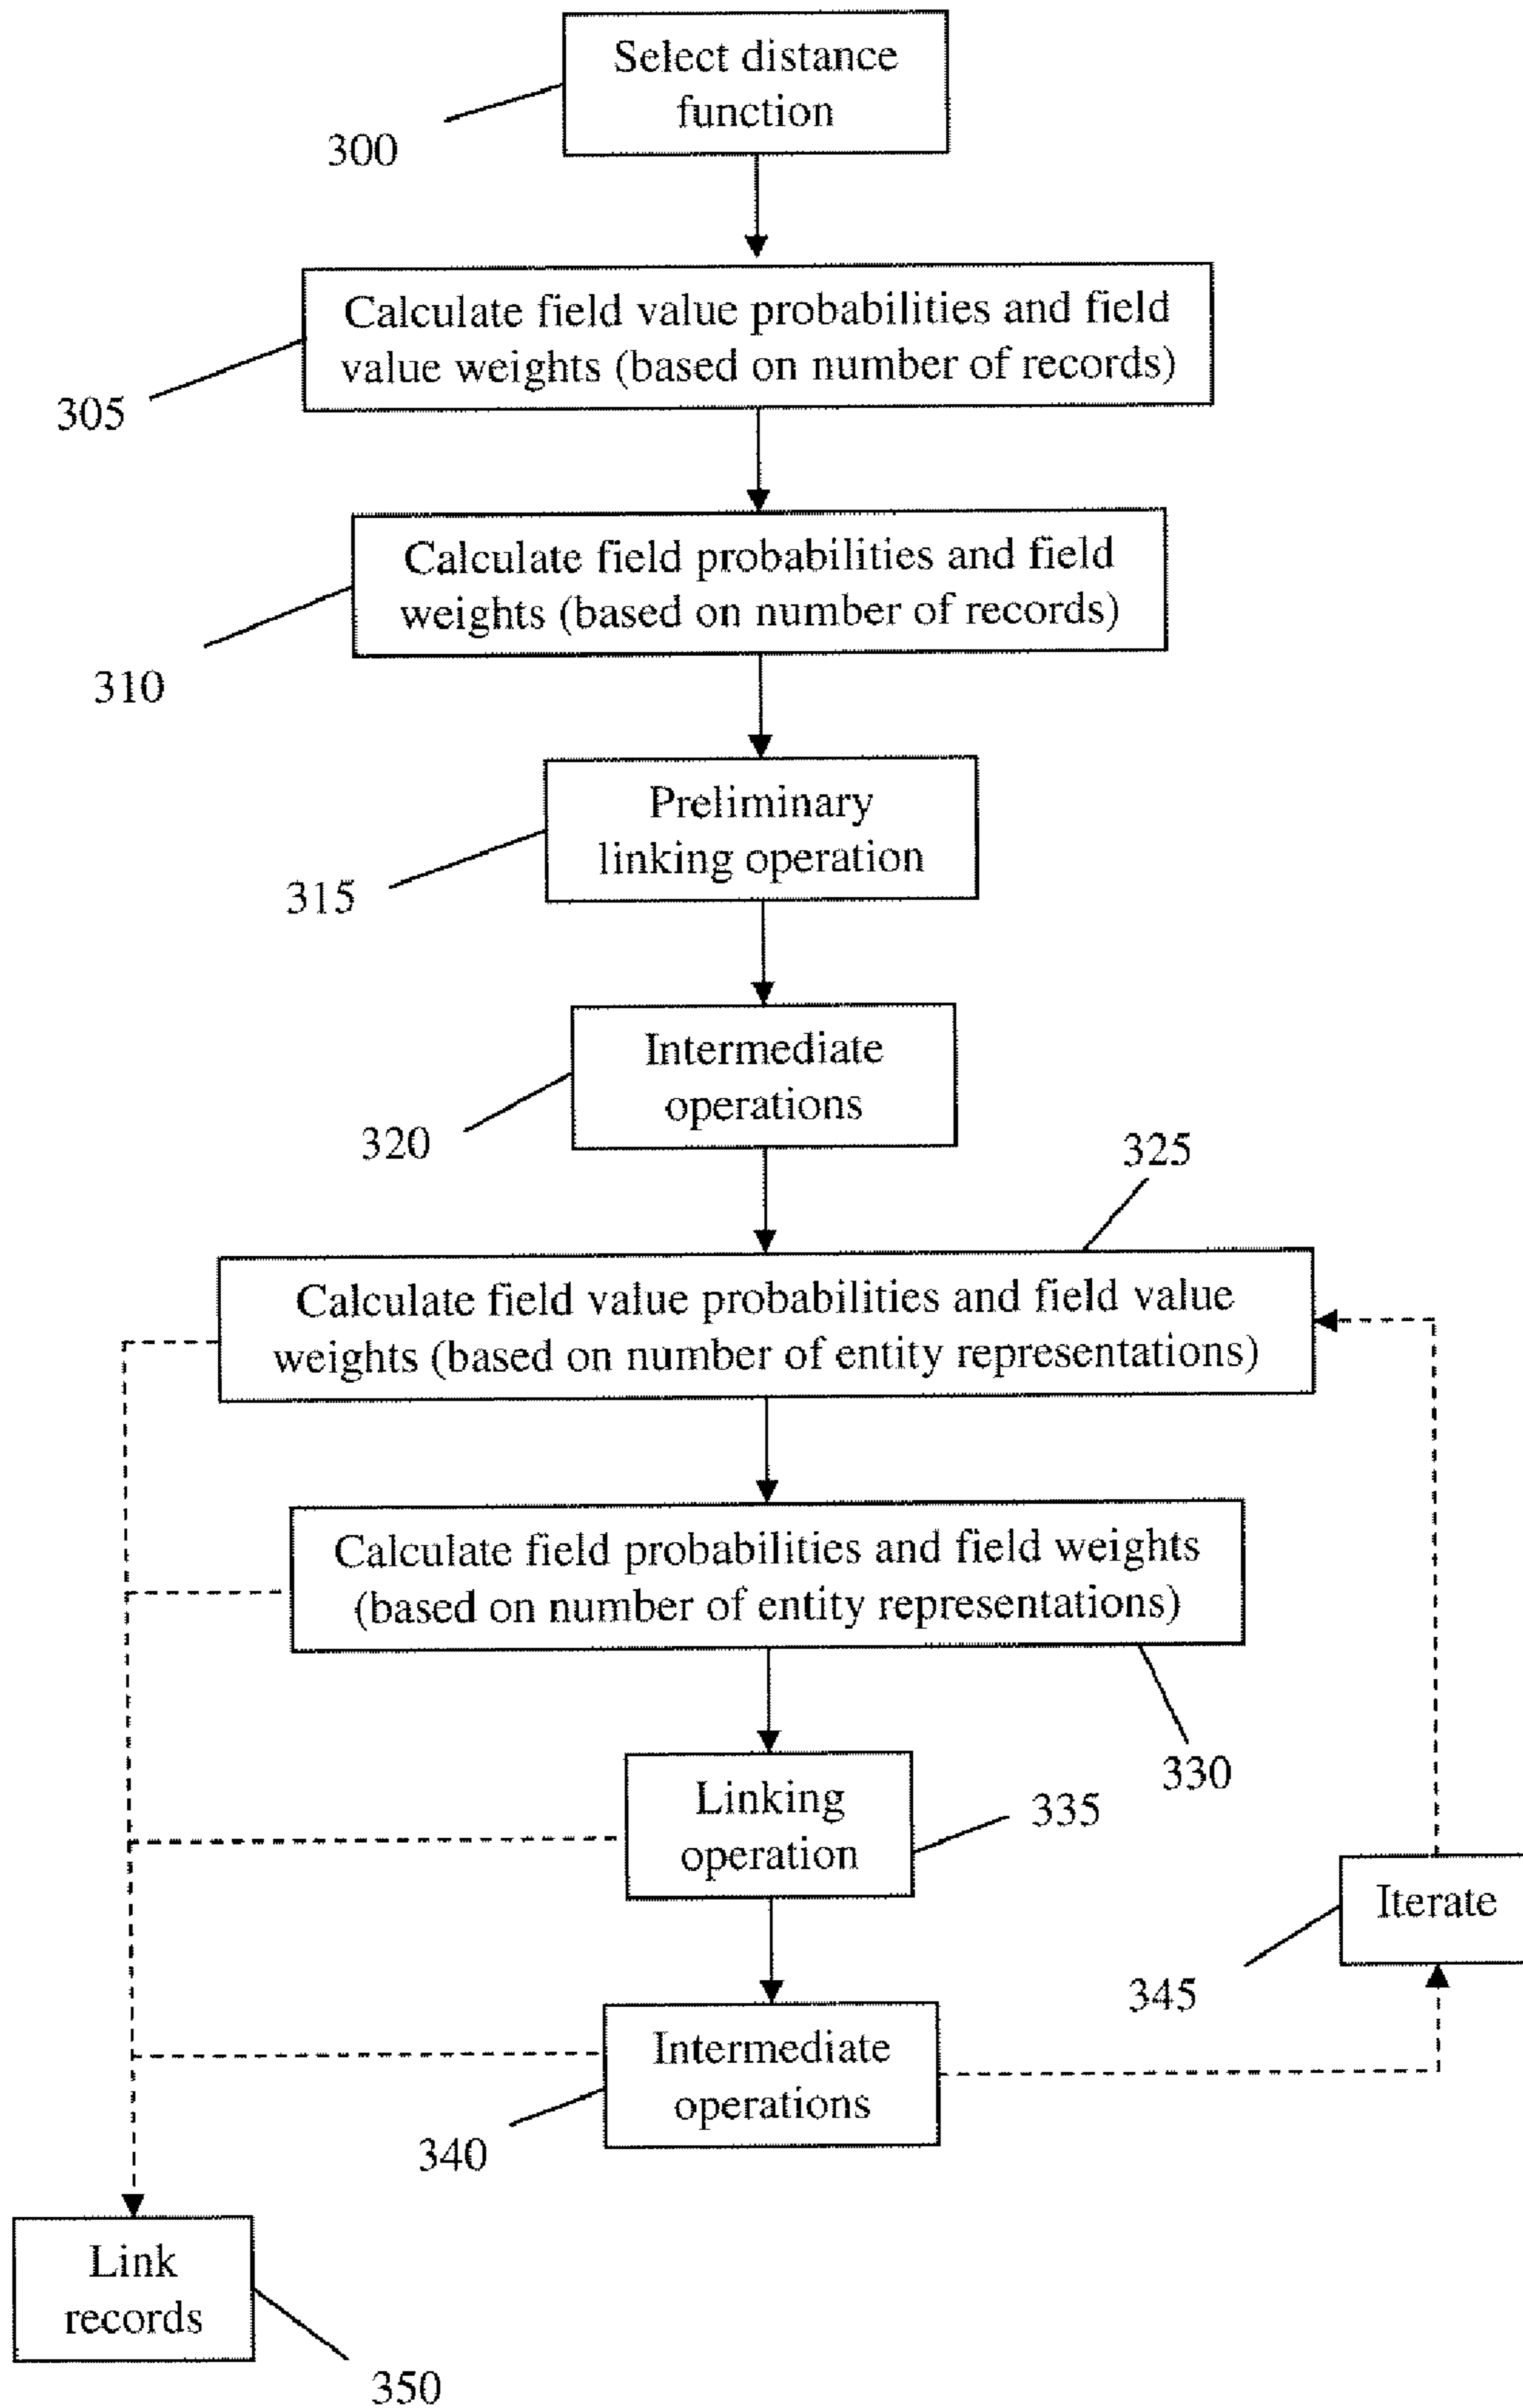 Select distance
function
300
Calculate field value probabilities and field
value weights (based on number of records)
305
Calculate field probabilities and field
weights (based on number of records)
310
Preliminary
linking operation
315
Intermediate
operations
320
325
Calculate field value probabilities and field value
weights (based on number of entity representations)
Calculate field probabilities and field weights
(based on number of entity representations)
330
Linking
operation
335
Iterate
345
Intermediate
operations
340
Link
records
350